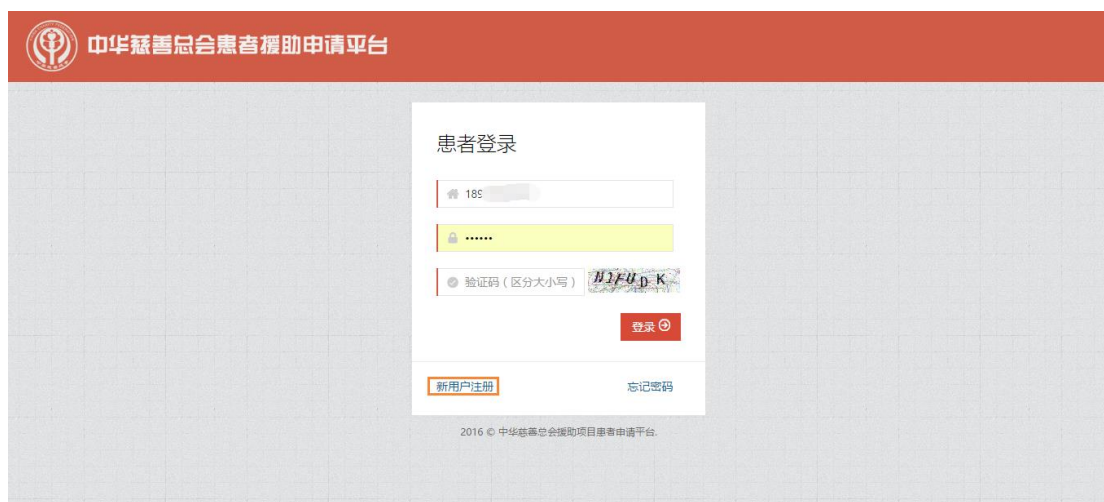 中华慈善总会患者援助申请平台
患者登录
189
••••••
验证码（区分大小写）
登录
新用户注册
忘记密码
2016 © 中华慈善总会援助项目患者申请平台.